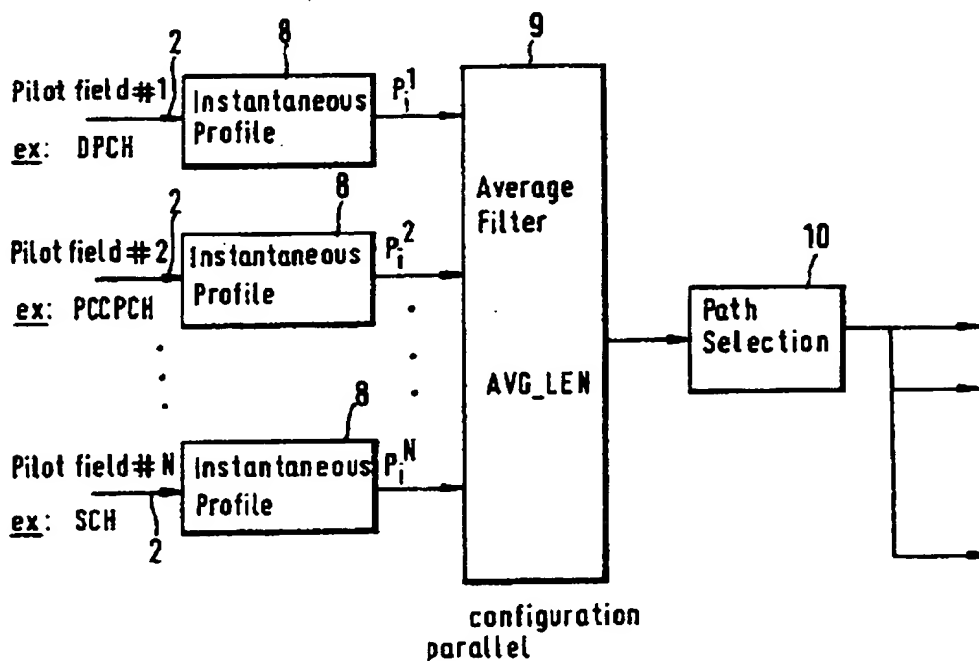 8
9
2
Pilot field #1
Instantaneous
Profile
P_i^1
ex: DPCH
8
2
Average
Filter
Pilot field #2
Instantaneous
Profile
P_i^2
10
ex: PCCPCH
Path
Selection
8
AVG_LEN
Pilot field # N
Instantaneous
Profile
P_i^N
ex: SCH
2
configuration
parallel